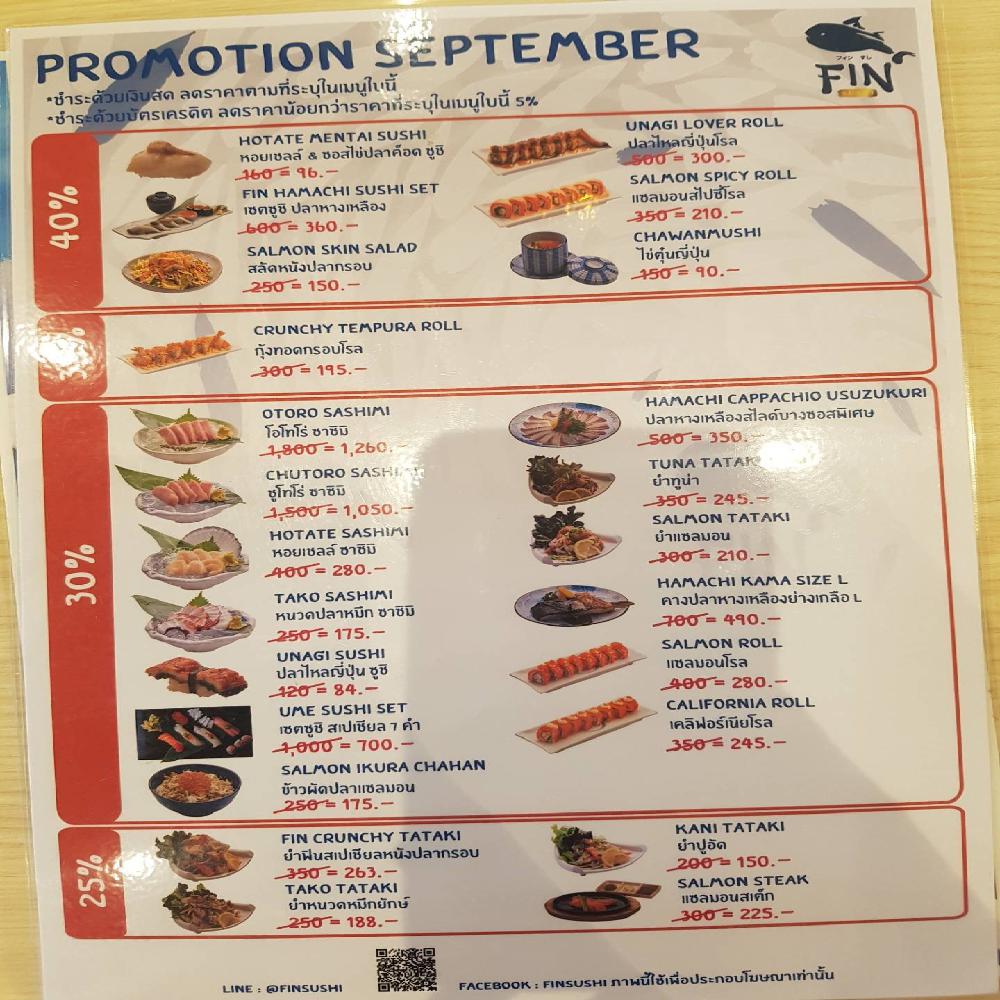 PROMOTION SEPTEMBER
フィン すし
FIN
*ชำระด้วยเงินสด ลดราคาตามที่ระบุในเมนูใบนี้
*ชำระด้วยบัตรเครดิต ลดราคาน้อยกว่าราคาที่ระบุในเมนูใบนี้ 5%
40%
HOTATE MENTAI SUSHI
หอยเชลล์ & ซอสไข่ปลาค็อด ซูชิ
160 = 96.-
FIN HAMACHI SUSHI SET
เซตซูชิ ปลาหางเหลือง
600 = 360.-
SALMON SKIN SALAD
สลัดหนังปลากรอบ
250 = 150.-
UNAGI LOVER ROLL
ปลาไหลญี่ปุ่นโรล
500 = 300.-
SALMON SPICY ROLL
แซลมอนสไปซี่โรล
350 = 210.-
CHAWANMUSHI
ไข่ตุ๋นญี่ปุ่น
150 = 90.-
CRUNCHY TEMPURA ROLL
กุ้งทอดกรอบโรล
300 = 195.-
30%
OTORO SASHIMI
โอโทโร่ ซาชิมิ
1,800 = 1,260.
CHUTORO
ชูโทโร่ ซาชิมิ
1,500 = 1,050.-
HOTATE SASHIMI
หอยเชลล์ ซาชิมิ
400 = 280.-
TAKO SASHIMI
หนวดปลาหมึก ซาชิมิ
250 = 175.-
UNAGI SUSHI
ปลาไหลญี่ปุ่น ซูชิ
120 = 84.-
UME SUSHI SET
เซตซูชิ สเปเชียล 7 คำ
1,000 = 700.-
SALMON IKURA CHAHAN
ข้าวผัดปลาแซลมอน
250 = 175.-
HAMACHI CAPPACHIO USUZUKURI
ปลาหางเหลืองสไลด์บางซอสพิเศษ
500 = 350.
TUNA
ยำทูน่า
350 = 245.-
SALMON TATAKI
ยำแซลมอน
300 = 210.-
HAMACHI KAMA SIZE L
คางปลาหางเหลืองย่างเกลือ L
700 = 490.-
SALMON ROLL
แซลมอนโรล
400 = 280.-
CALIFORNIA ROLL
เคลิฟอร์เนียโรล
350 = 245.-
25%
FIN CRUNCHY TATAKI
ยำฟินสเปเชียลหนังปลากรอบ
350 = 263.-
TAKO TATAKI
ยำหนวดหมึกยักษ์
250 = 188.-
KANI TATAKI
ยำปูอัด
200 = 150.-
SALMON STEAK
แซลมอนสเต็ก
300 = 225.-
LINE : @FINSUSHI
FACEBOOK : FINSUSHI ภาพนี้ใช้เพื่อประกอบโฆษณาเท่านั้น